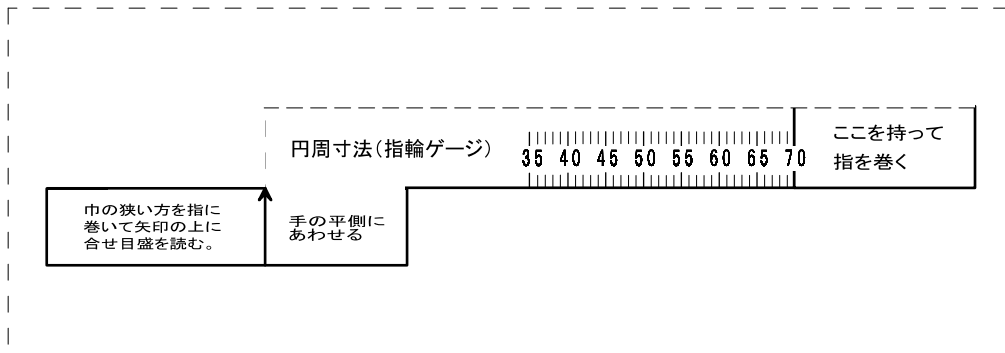 円周寸法(指輪ゲージ)
35 40 45 50 55 60 65 70
ここを持って
指を巻く
巾の狭い方を指に
巻いて矢印の上に
合せ目盛を読む。
手の平側に
あわせる